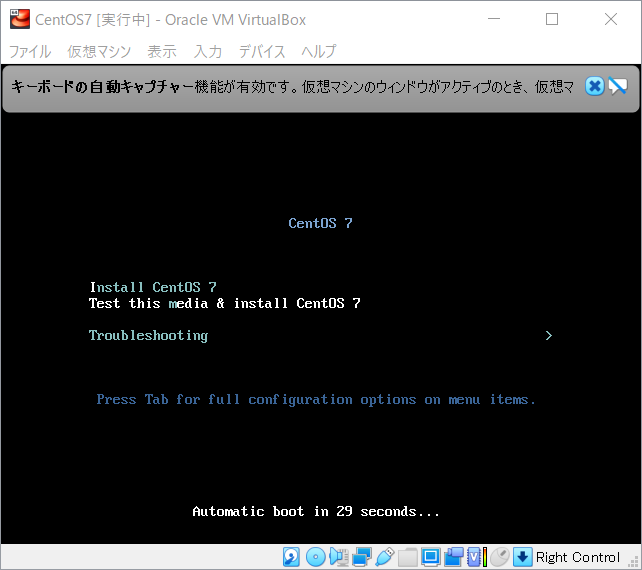 CentOS7 [実行中] - Oracle VM VirtualBox
ファイル 仮想マシン 表示 入力 デバイス ヘルプ
キーボードの自動キャプチャー機能が有効です。仮想マシンのウィンドウがアクティブのとき、仮想マ
CentOS 7
Install CentOS 7
Test this media & install CentOS 7
Troubleshooting >
Press Tab for full configuration options on menu items.
Automatic boot in 29 seconds...
Right Control